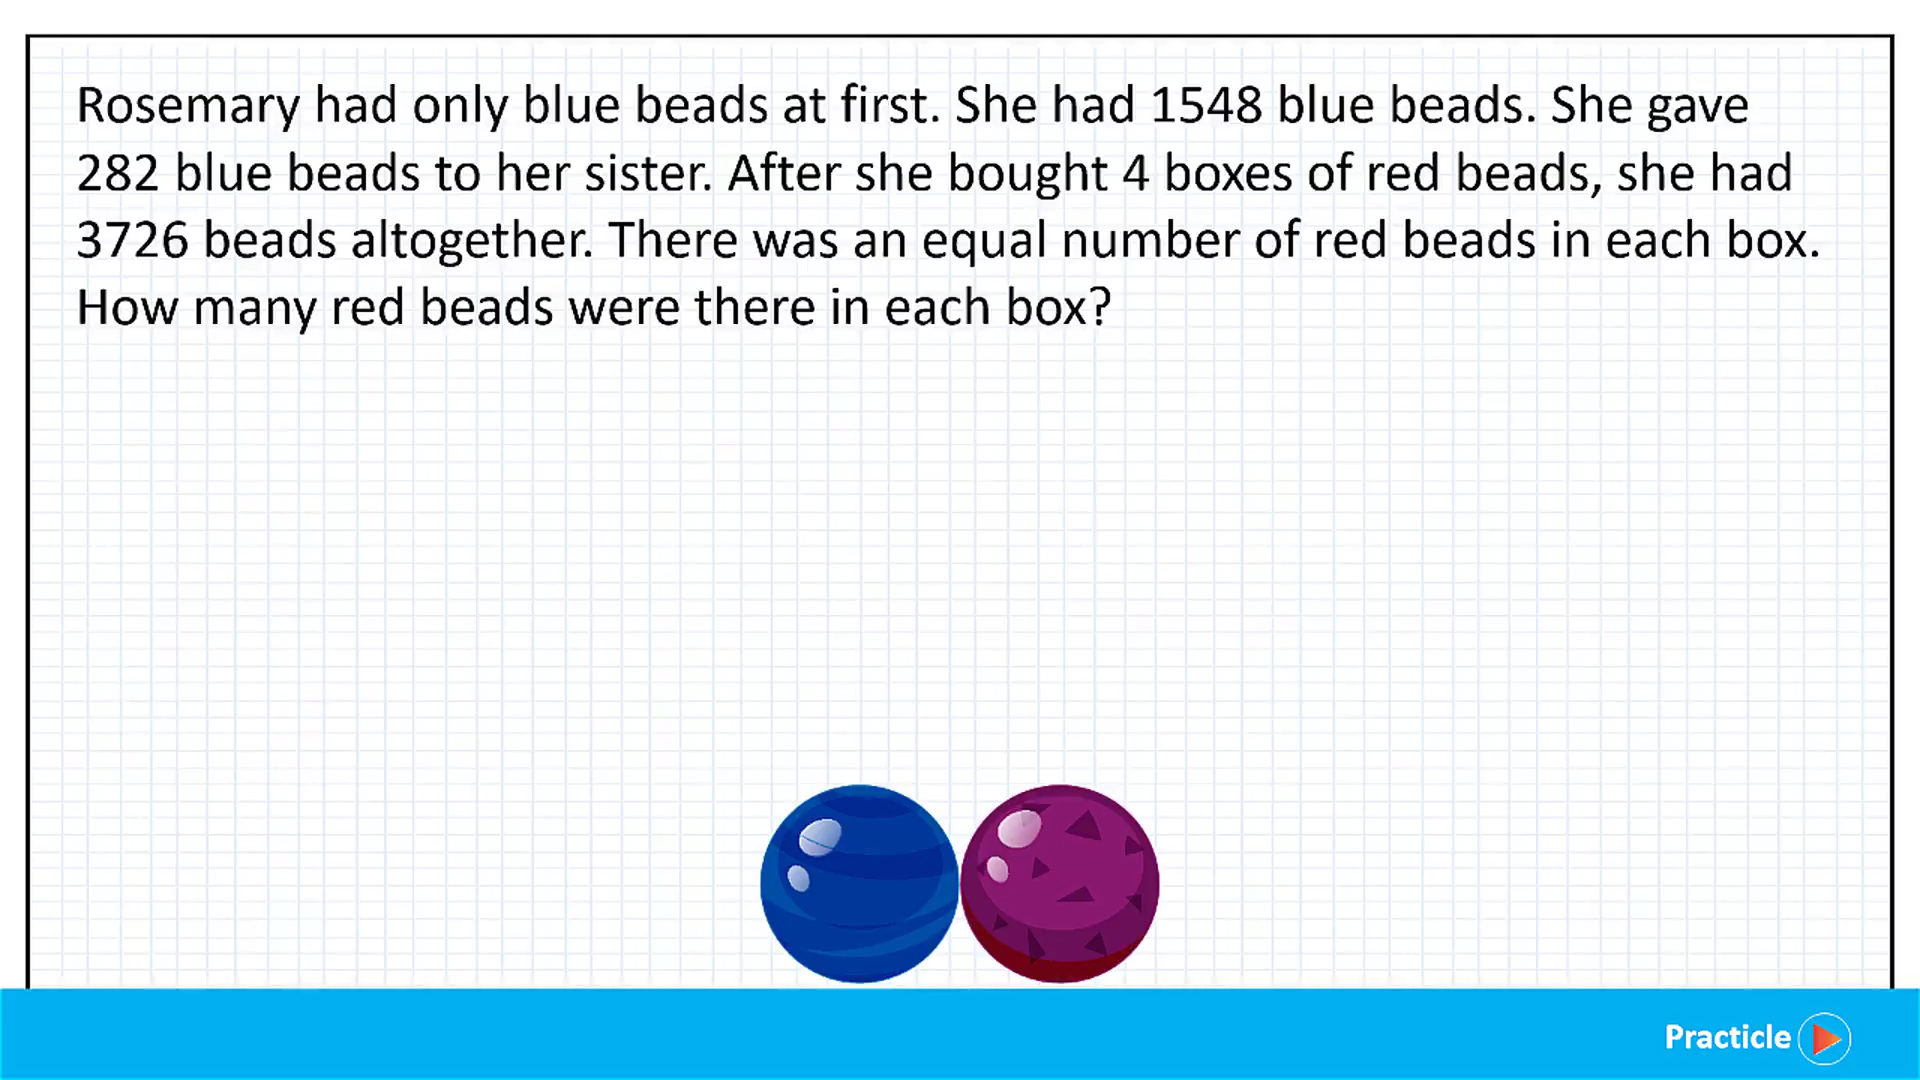 Rosemary had only blue beads at first. She had 1548 blue beads. She gave
282 blue beads to her sister. After she bought 4 boxes of red beads, she had
3726 beads altogether. There was an equal number of red beads in each box.
How many red beads were there in each box?
Practicle